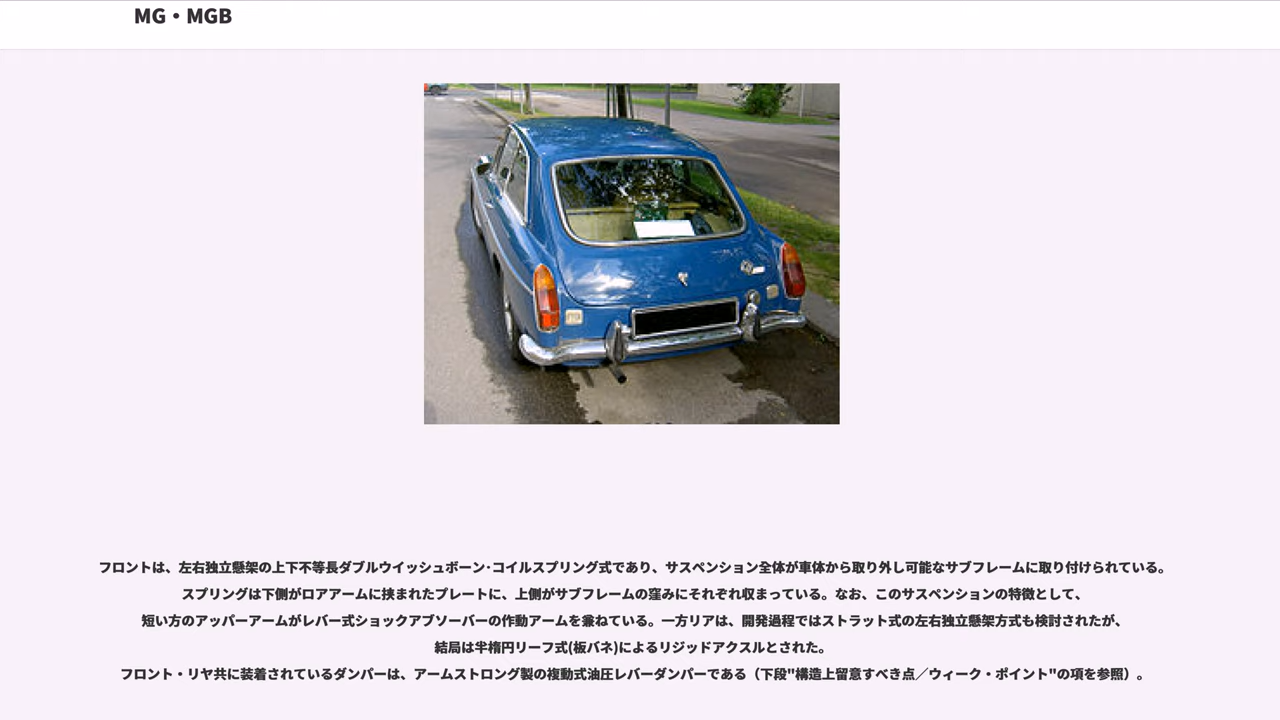 MG・MGB
フロントは、左右独立懸架の上下不等長ダブルウイッシュボーン･コイルスプリング式であり、サスペンション全体が車体から取り外し可能なサブフレームに取り付けられている。
スプリングは下側がロアアームに挟まれたプレートに、上側がサブフレームの窪みにそれぞれ収まっている。なお、このサスペンションの特徴として、
短い方のアッパーアームがレバー式ショックアブソーバーの作動アームを兼ねている。一方リアは、開発過程ではストラット式の左右独立懸架方式も検討されたが、
結局は半楕円リーフ式(板バネ)によるリジッドアクスルとされた。
フロント・リヤ共に装着されているダンパーは、アームストロング製の複動式油圧レバーダンパーである（下段"構造上留意すべき点／ウィーク・ポイント"の項を参照）。